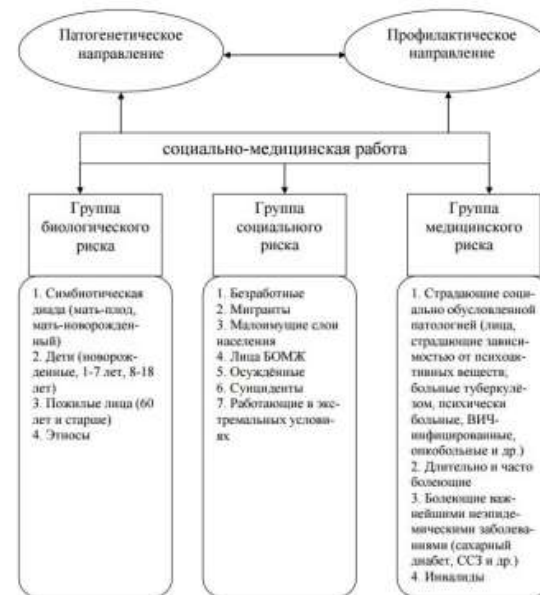 Патогенетическое
направление
Профилактическое
направление
социально-медицинская работа
Группа
биологического
риска
Группа
социального
риска
Группа
медицинского
риска
1. Симбиотическая
диада (мать-плод,
мать-новорожден-
ный)
2. Дети (новорож-
денные, 1-7 лет, 8-18
лет)
3. Пожилые лица (60
лет и старше)
4. Этносы
1. Безработные
2. Мигранты
3. Малоимущие слои
населения
4. Лица БОМЖ
5. Осуждённые
6. Суициденты
7. Работающие в экс-
тремальных услови-
ях
1. Страдающие соци-
ально обусловленной
патологией (лица,
страдающие зависи-
мостью от психоак-
тивных веществ,
больные туберкулё-
зом, психически
больные, ВИЧ-
инфицированные,
онкобольные и др.)
2. Длительно и часто
болеющие
3. Болеющие важ-
нейшими неэпиде-
мическими заболева-
ниями (сахарный
диабет, ССЗ и др.)
4. Инвалиды